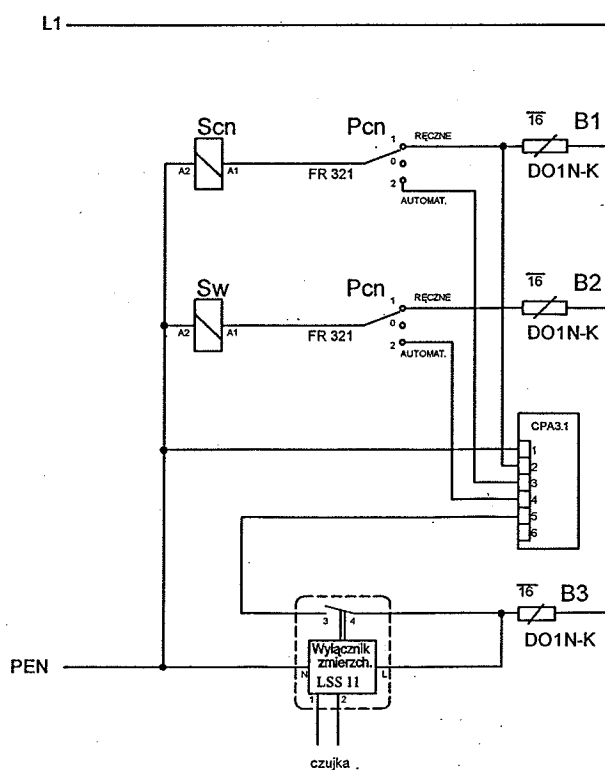 L1
Scn Pcn 16 B1
1 RĘCZNE
0
A2 A1 FR 321 2 DO1N-K
AUTOMAT.
Sw Pcn 16 B2
1 RĘCZNE
0
A2 A1 FR 321 2 DO1N-K
AUTOMAT.
CPA3.1
1
2
3
4
5
6
16 B3
3 4 DO1N-K
Wyłącznik
zmierzch.
PEN N LSS 11 L
1 2
czujka